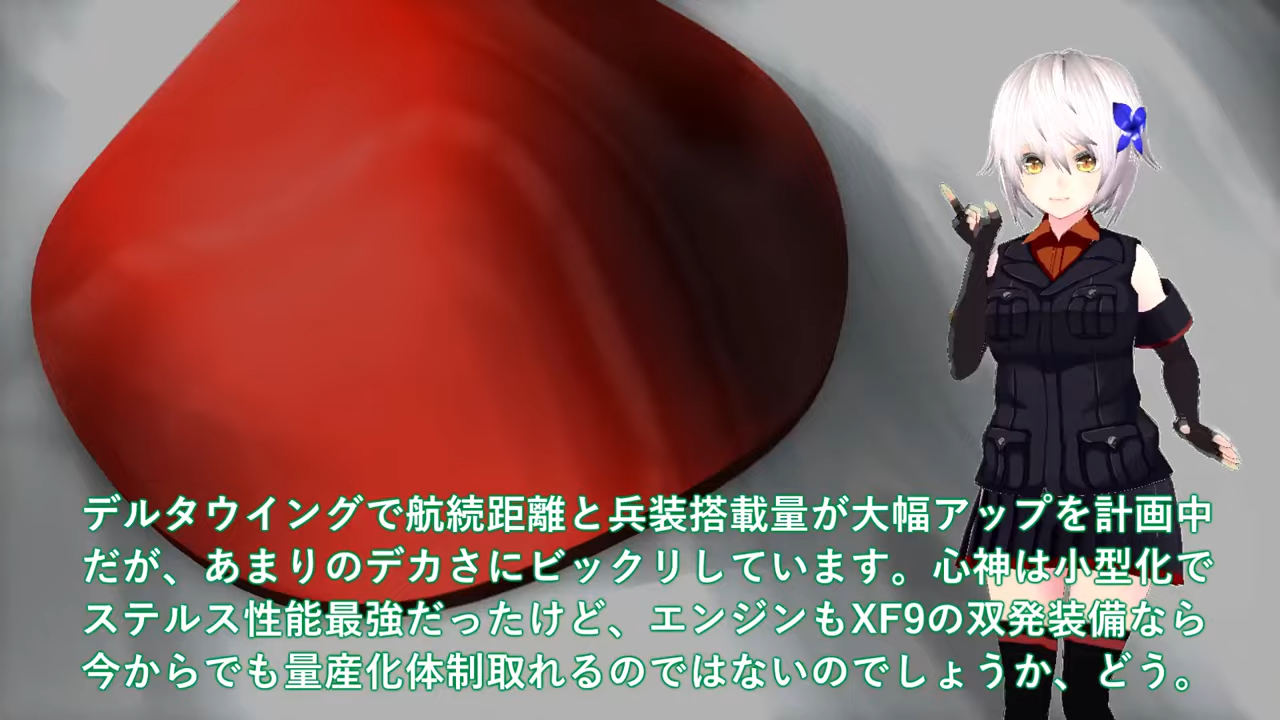 デルタウイングで航続距離と兵装搭載量が大幅アップを計画中
だが、あまりのデカさにビックリしています。心神は小型化で
ステルス性能最強だったけど、エンジンもXF9の双発装備なら
今からでも量産化体制取れるのではないのでしょうか、どう。